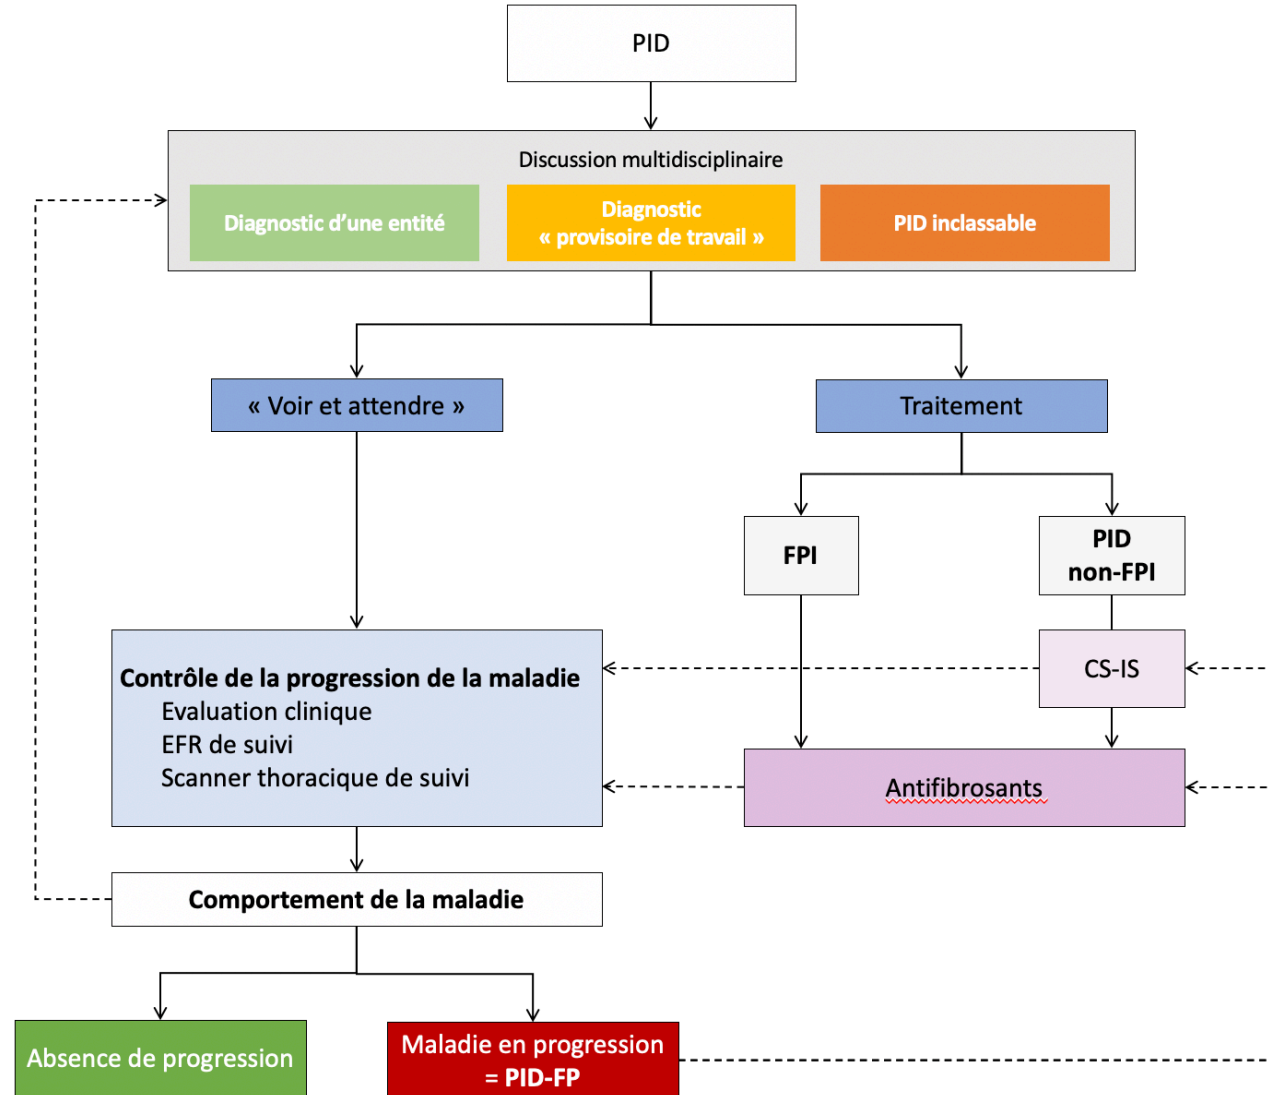 PID
Discussion multidisciplinaire
Diagnostic d’une entité
Diagnostic
« provisoire de travail »
PID inclassable
« Voir et attendre »
Traitement
FPI
PID
non-FPI
Contrôle de la progression de la maladie
Evaluation clinique
EFR de suivi
Scanner thoracique de suivi
CS-IS
Antifibrosants
Comportement de la maladie
Absence de progression
Maladie en progression
= PID-FP